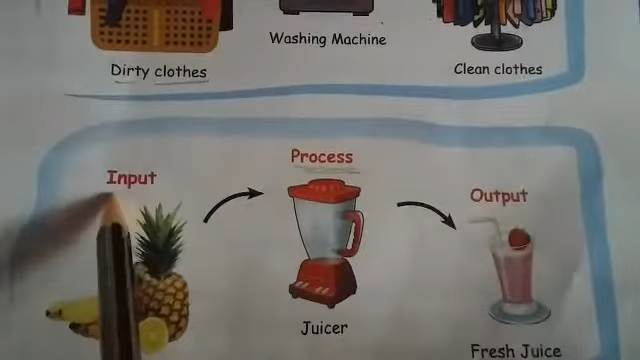 Washing Machine
Dirty clothes
Clean clothes
Process
Input
Output
Juicer
Fresh Juice